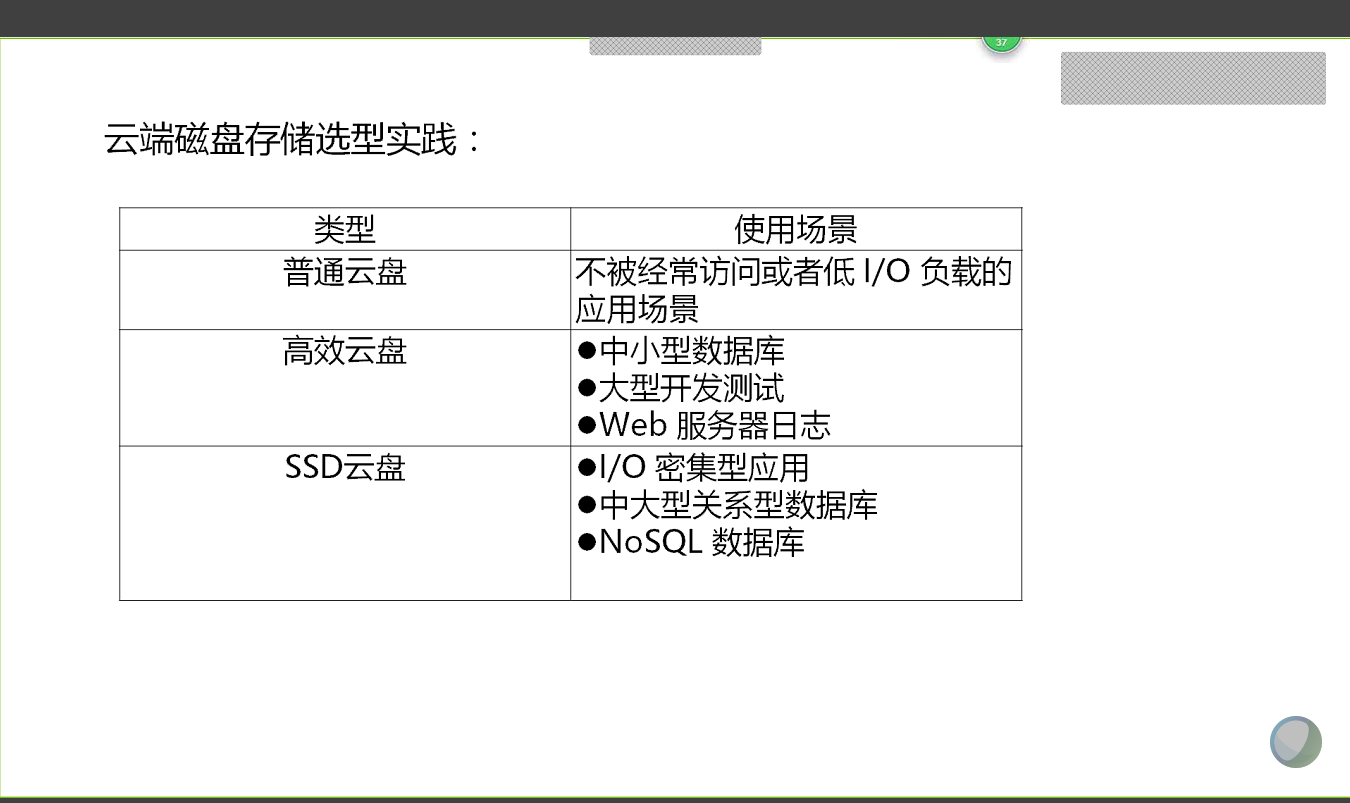 37
云端磁盘存储选型实践：
类型
使用场景
普通云盘
不被经常访问或者低 I/O 负载的
应用场景
高效云盘
●中小型数据库
●大型开发测试
●Web 服务器日志
SSD云盘
●I/O 密集型应用
●中大型关系型数据库
●NoSQL 数据库